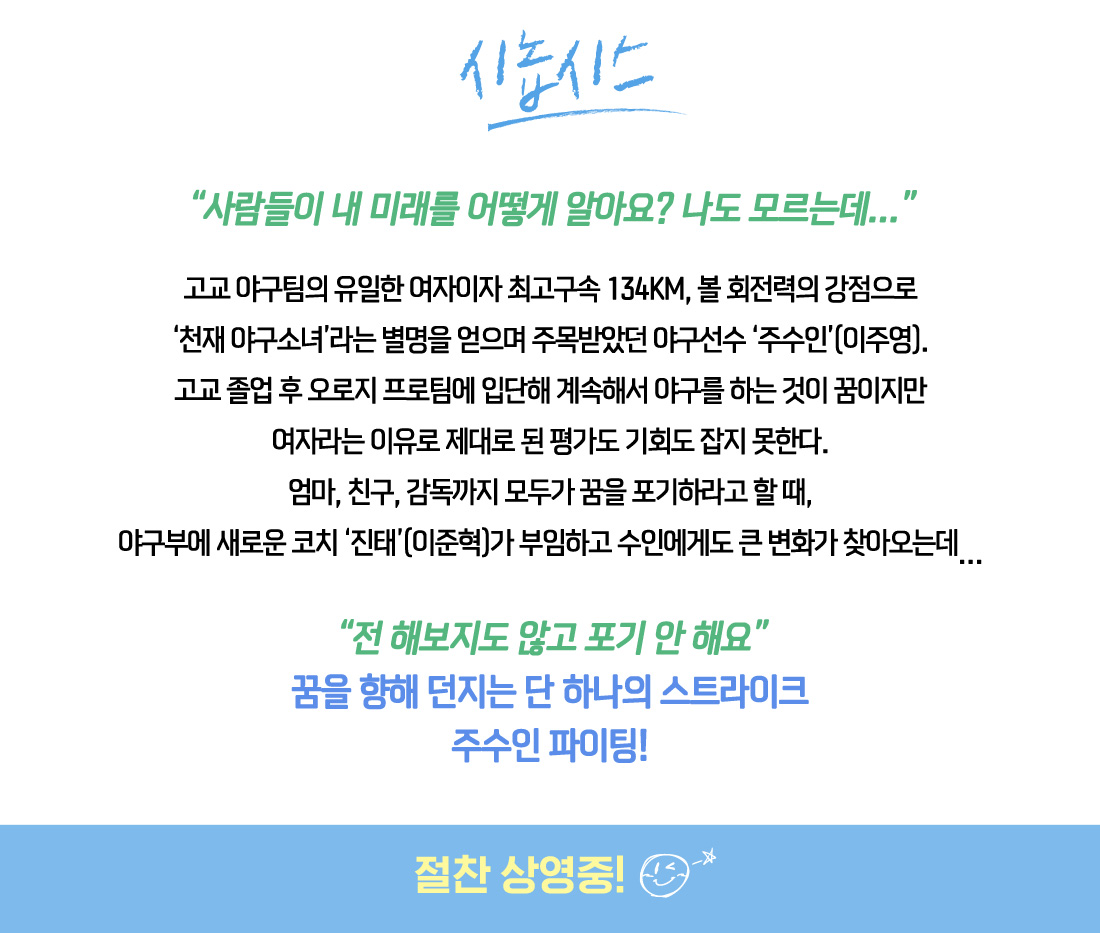 시놉시스
“사람들이 내 미래를 어떻게 알아요? 나도 모르는데...”
고교 야구팀의 유일한 여자이자 최고구속 134KM, 볼 회전력의 강점으로
‘천재 야구소녀’라는 별명을 얻으며 주목받았던 야구선수 ‘주수인’(이주영).
고교 졸업 후 오로지 프로팀에 입단해 계속해서 야구를 하는 것이 꿈이지만
여자라는 이유로 제대로 된 평가도 기회도 잡지 못한다.
엄마, 친구, 감독까지 모두가 꿈을 포기하라고 할 때,
야구부에 새로운 코치 ‘진태’(이준혁)가 부임하고 수인에게도 큰 변화가 찾아오는데...
“전 해보지도 않고 포기 안 해요”
꿈을 향해 던지는 단 하나의 스트라이크
주수인 파이팅!
절찬 상영중!